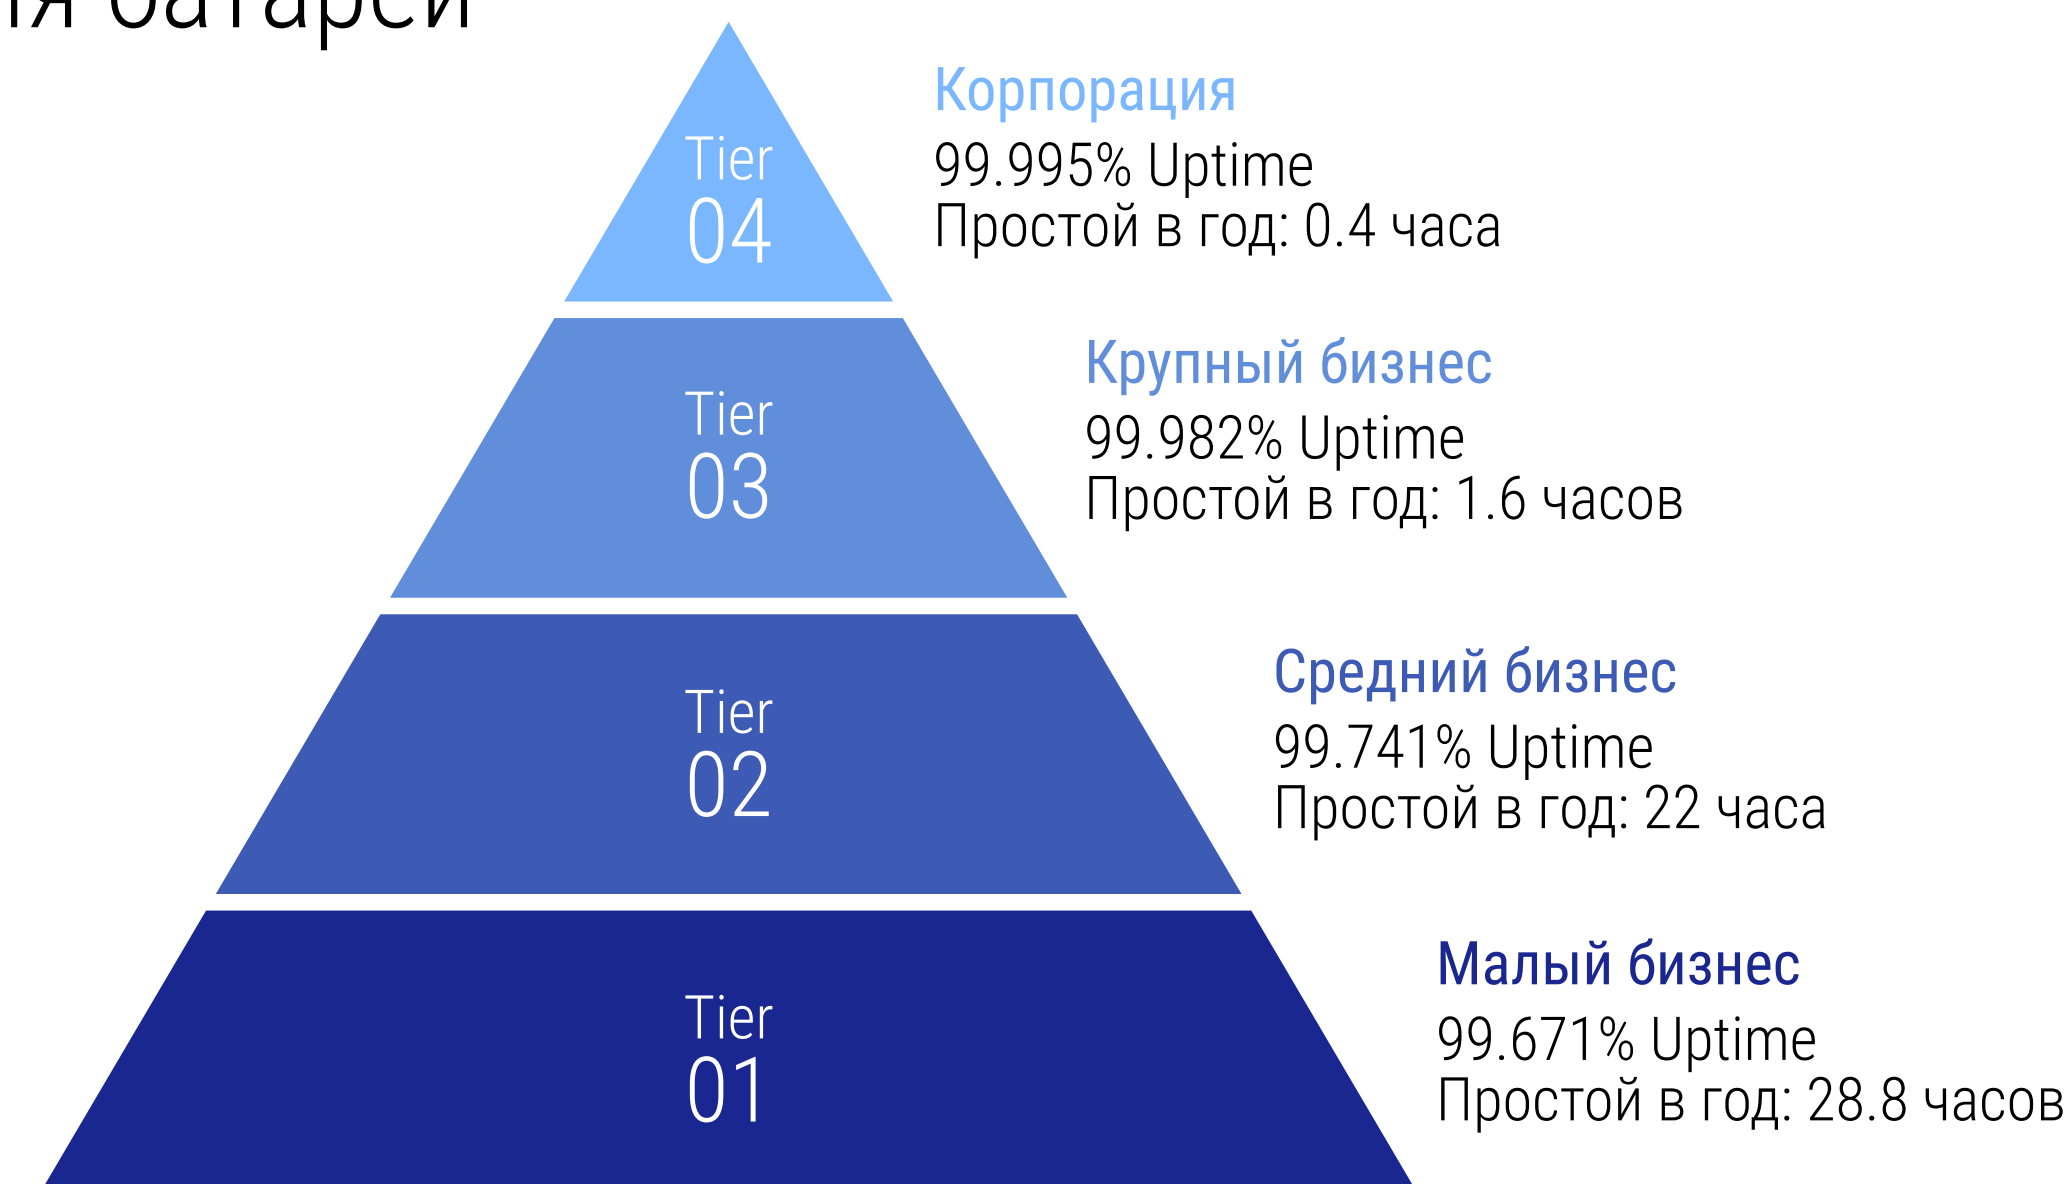 Tier
04
Корпорация
99.995% Uptime
Простой в год: 0.4 часа
Tier
03
Крупный бизнес
99.982% Uptime
Простой в год: 1.6 часов
Tier
02
Средний бизнес
99.741% Uptime
Простой в год: 22 часа
Tier
01
Малый бизнес
99.671% Uptime
Простой в год: 28.8 часов